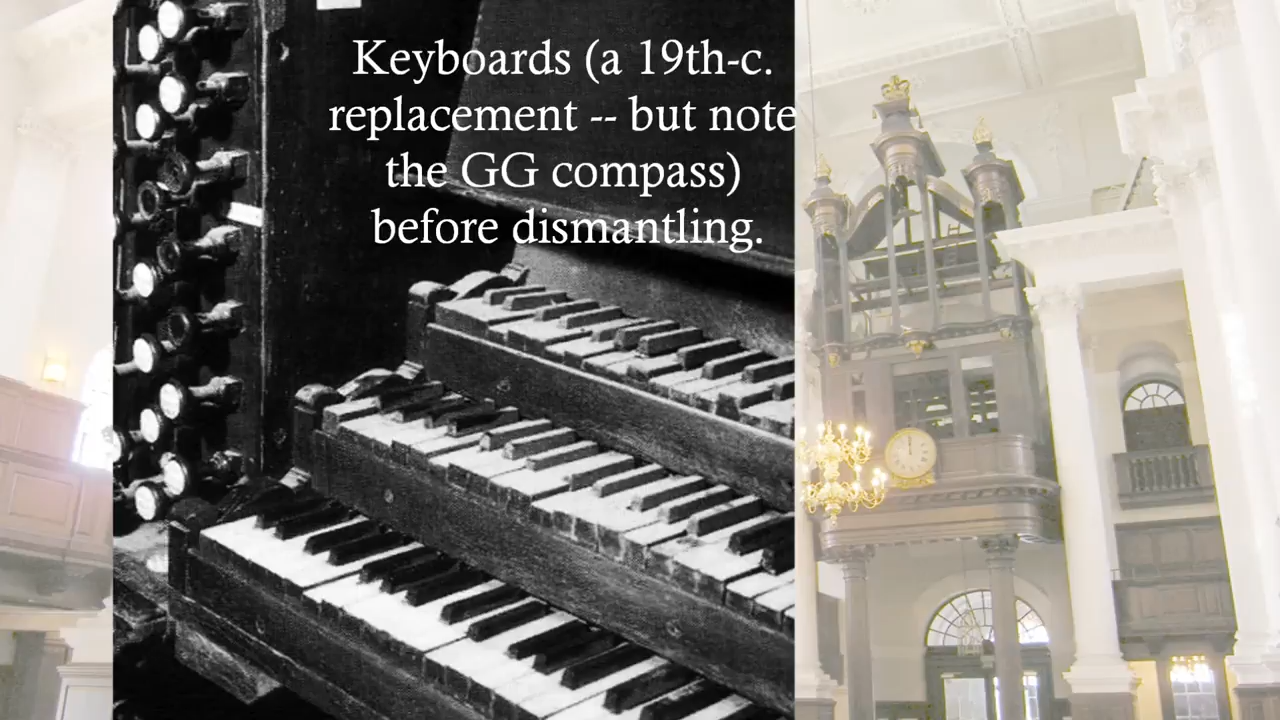 Keyboards (a 19th-c.
replacement -- but note
the GG compass)
before dismantling.